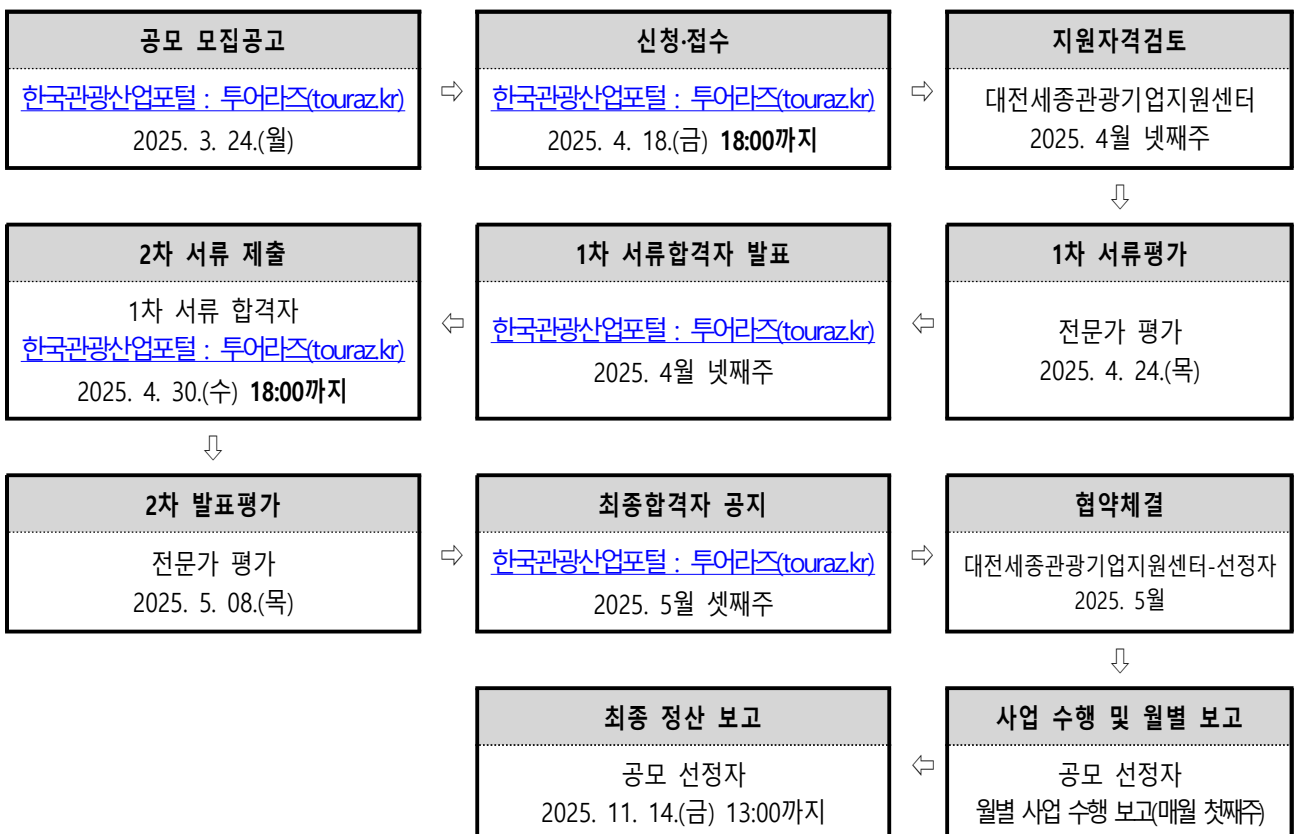 공모 모집공고
한국관광산업포털 : 투어라즈(touraz.kr)
2025. 3. 24.(월)
⇨
신청·접수
한국관광산업포털 : 투어라즈(touraz.kr)
2025. 4. 18.(금) 18:00까지
⇨
지원자격검토
대전세종관광기업지원센터
2025. 4월 넷째주
⇩
1차 서류평가
전문가 평가
2025. 4. 24.(목)
⇦
1차 서류합격자 발표
한국관광산업포털 : 투어라즈(touraz.kr)
2025. 4월 넷째주
⇦
2차 서류 제출
1차 서류 합격자
한국관광산업포털 : 투어라즈(touraz.kr)
2025. 4. 30.(수) 18:00까지
⇩
2차 발표평가
전문가 평가
2025. 5. 08.(목)
⇨
최종합격자 공지
한국관광산업포털 : 투어라즈(touraz.kr)
2025. 5월 셋째주
⇨
협약체결
대전세종관광기업지원센터-선정자
2025. 5월
⇩
사업 수행 및 월별 보고
공모 선정자
월별 사업 수행 보고(매월 첫째주)
⇦
최종 정산 보고
공모 선정자
2025. 11. 14.(금) 13:00까지